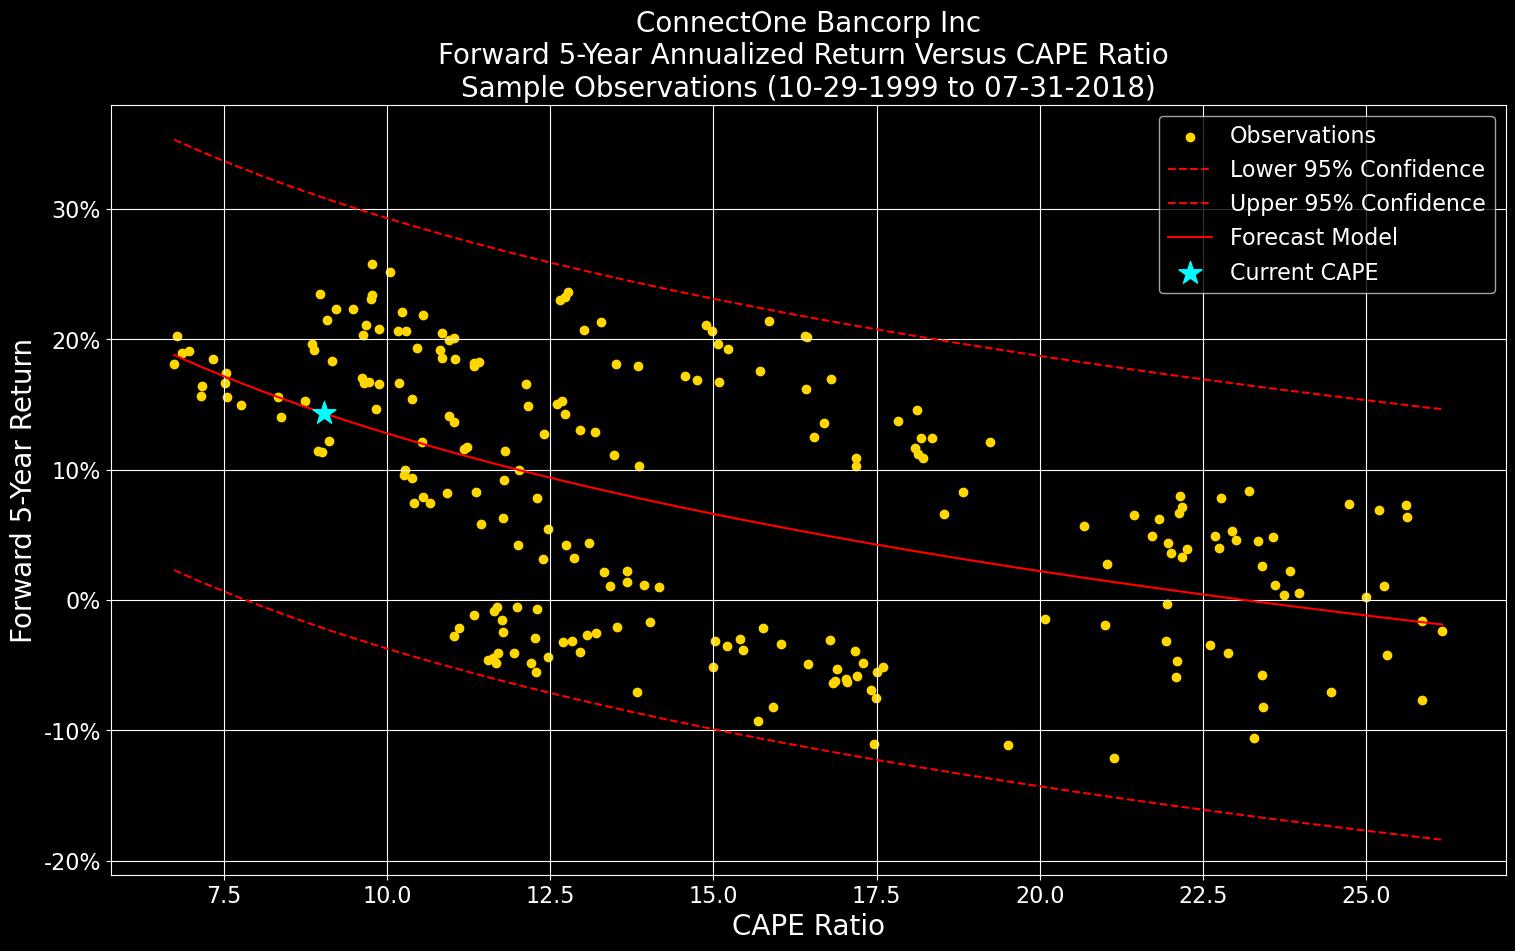 ConnectOne Bancorp Inc
Forward 5-Year Annualized Return Versus CAPE Ratio
Sample Observations (10-29-1999 to 07-31-2018)
Observations
Lower 95% Confidence
Upper 95% Confidence
Forecast Model
Current CAPE
Forward 5-Year Return
30%
20%
10%
0%
-10%
-20%
7.5 10.0 12.5 15.0 17.5 20.0 22.5 25.0
CAPE Ratio